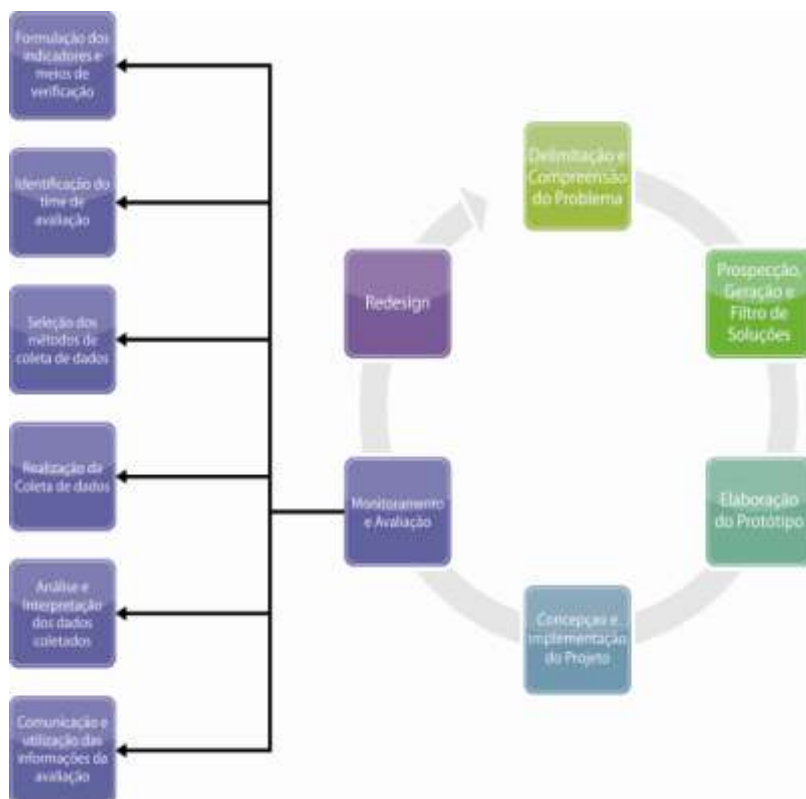 Formulação dos
indicadores e
meios de
verificação
Identificação do
time de
avaliação
Seleção dos
métodos de
coleta de dados
Realização da
Coleta de dados
Análise e
Interpretação
dos dados
coletados
Comunicação e
utilização das
informações da
avaliação
Delimitação e
Compreensão
do Problema
Prospecção,
Geração e
Filtro de
Soluções
Elaboração
do Protótipo
Concepção e
Implementação
do Projeto
Monitoramento
e Avaliação
Redesign